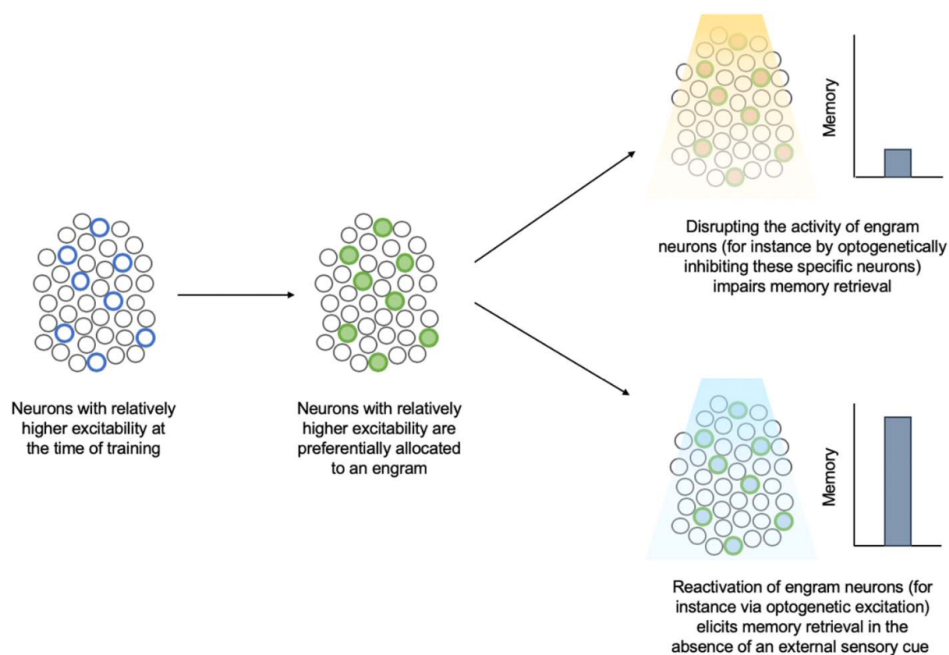 Neurons with relatively
higher excitability at
the time of training
Neurons with relatively
higher excitability are
preferentially allocated
to an engram
Memory
Disrupting the activity of engram
neurons (for instance by optogenetically
inhibiting these specific neurons)
impairs memory retrieval
Memory
Reactivation of engram neurons (for
instance via optogenetic excitation)
elicits memory retrieval in the
absence of an external sensory cue